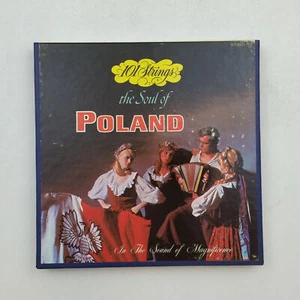 101 Strings
the Soul of
POLAND
In The Sound of Magnificence